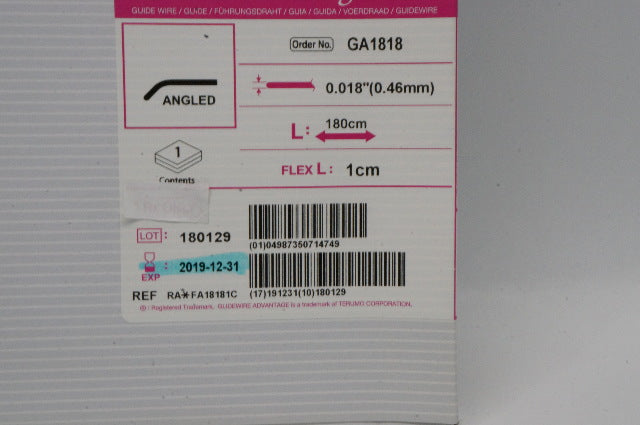 GUIDE WIRE / GUIDE / FÜHRUNGSDRAHT / GUIA / GUIDA / VOERDRAAD / GUIDEWIRE
Order No. GA1818
ANGLED
0.018"(0.46mm)
L: 180cm
1
Contents
FLEX L: 1cm
LOT: 180129
(01)04987350714749
EXP : 2019-12-31
REF RA✱FA18181C (17)191231(10)180129
: Registered Trademark. GLIDEWIRE ADVANTAGE is a trademark of TERUMO CORPORATION.